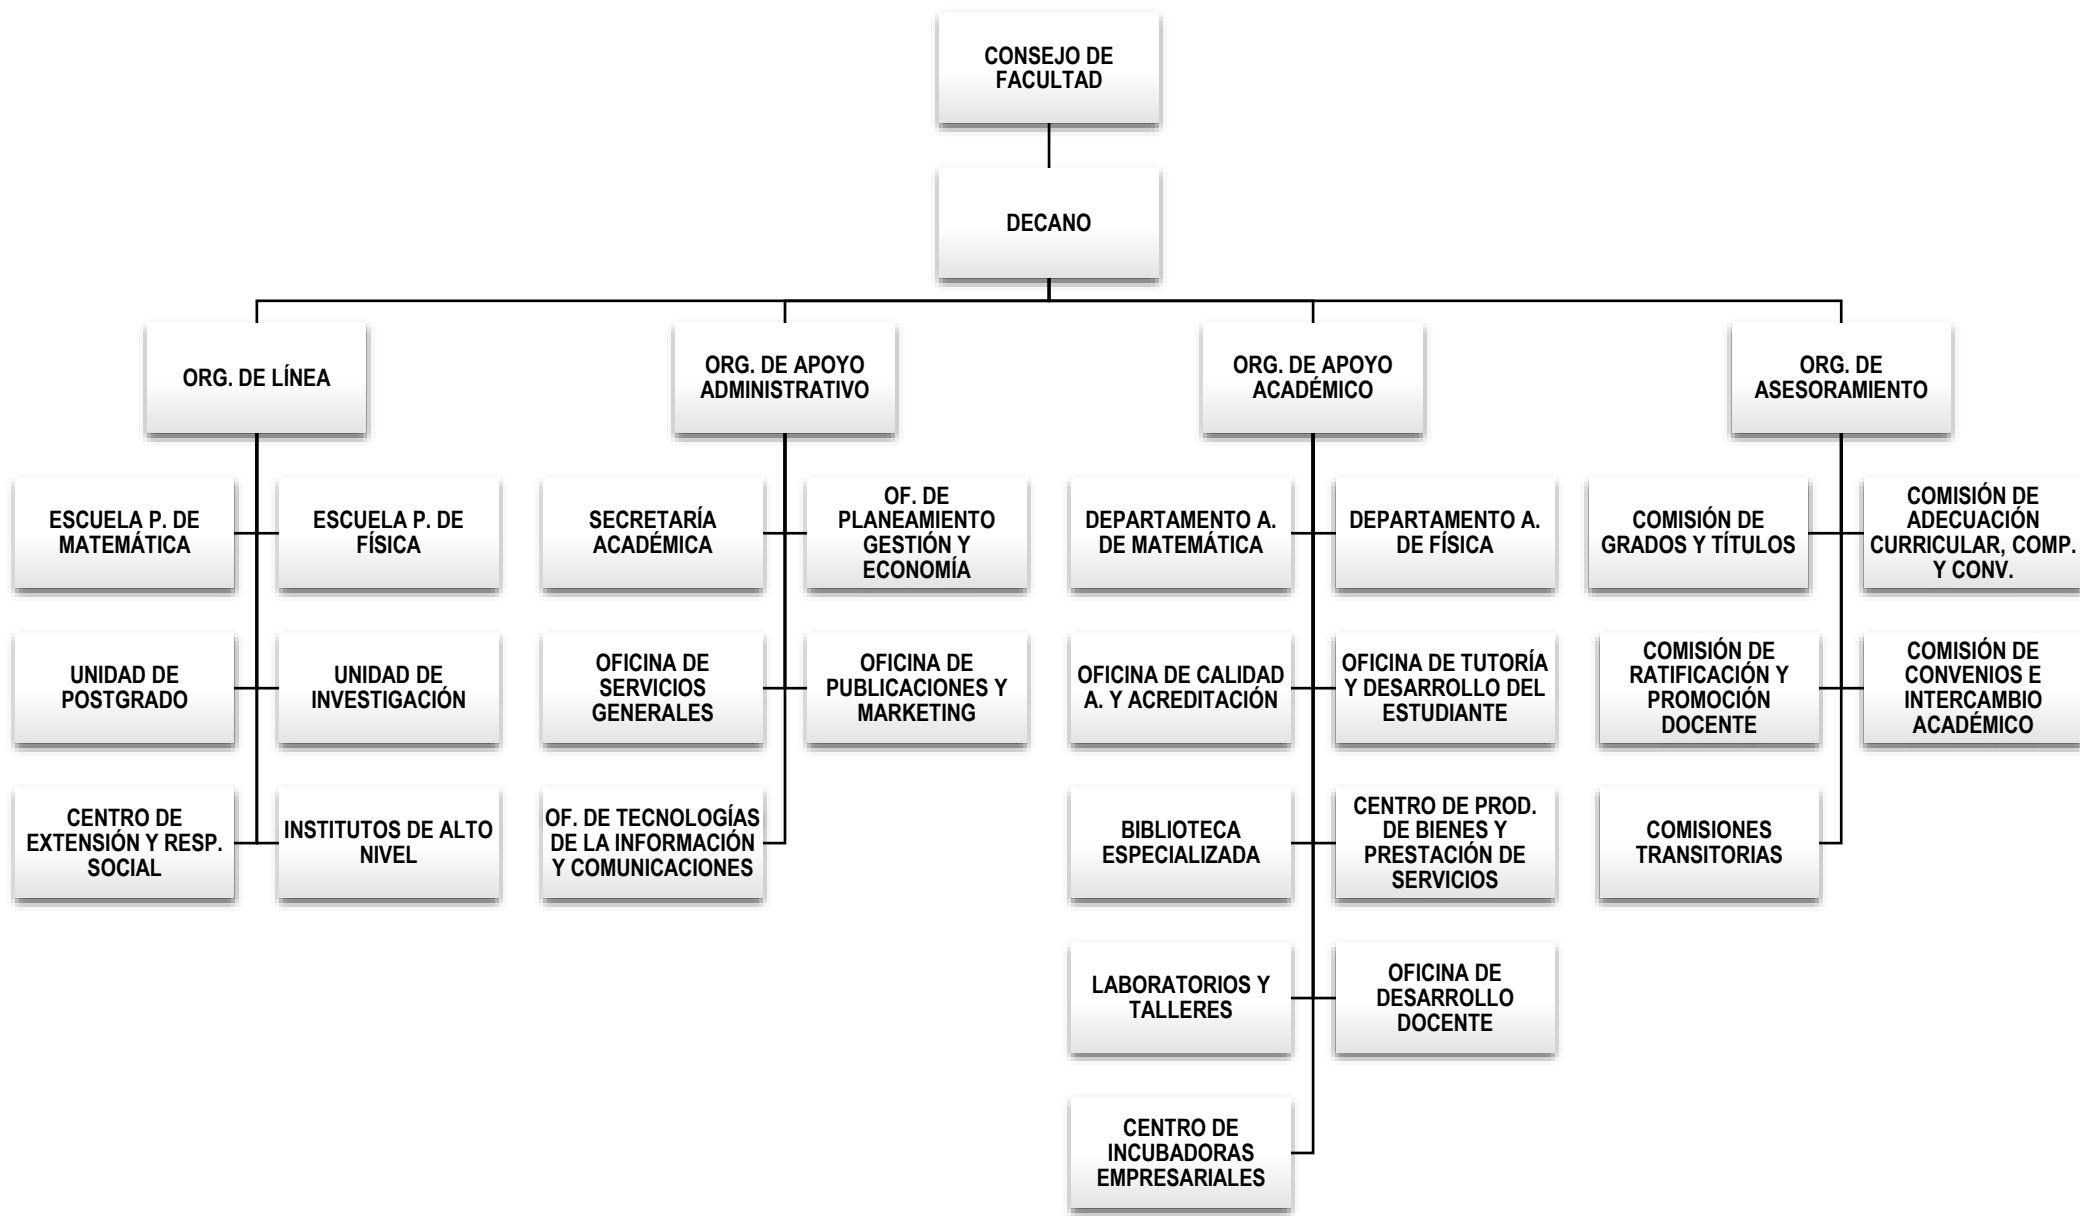 CONSEJO DE
FACULTAD
DECANO
ORG. DE LÍNEA
ORG. DE APOYO
ADMINISTRATIVO
ORG. DE APOYO
ACADÉMICO
ORG. DE
ASESORAMIENTO
ESCUELA P. DE
MATEMÁTICA
ESCUELA P. DE
FÍSICA
SECRETARÍA
ACADÉMICA
OF. DE
PLANEAMIENTO
GESTIÓN Y
ECONOMÍA
DEPARTAMENTO A.
DE MATEMÁTICA
DEPARTAMENTO A.
DE FÍSICA
COMISIÓN DE
GRADOS Y TÍTULOS
COMISIÓN DE
ADECUACIÓN
CURRICULAR, COMP.
Y CONV.
UNIDAD DE
POSTGRADO
UNIDAD DE
INVESTIGACIÓN
OFICINA DE
SERVICIOS
GENERALES
OFICINA DE
PUBLICACIONES Y
MARKETING
OFICINA DE CALIDAD
A. Y ACREDITACIÓN
OFICINA DE TUTORÍA
Y DESARROLLO DEL
ESTUDIANTE
COMISIÓN DE
RATIFICACIÓN Y
PROMOCIÓN
DOCENTE
COMISIÓN DE
CONVENIOS E
INTERCAMBIO
ACADÉMICO
CENTRO DE
EXTENSIÓN Y RESP.
SOCIAL
INSTITUTOS DE ALTO
NIVEL
OF. DE TECNOLOGÍAS
DE LA INFORMACIÓN
Y COMUNICACIONES
BIBLIOTECA
ESPECIALIZADA
CENTRO DE PROD.
DE BIENES Y
PRESTACIÓN DE
SERVICIOS
COMISIONES
TRANSITORIAS
LABORATORIOS Y
TALLERES
OFICINA DE
DESARROLLO
DOCENTE
CENTRO DE
INCUBADORAS
EMPRESARIALES